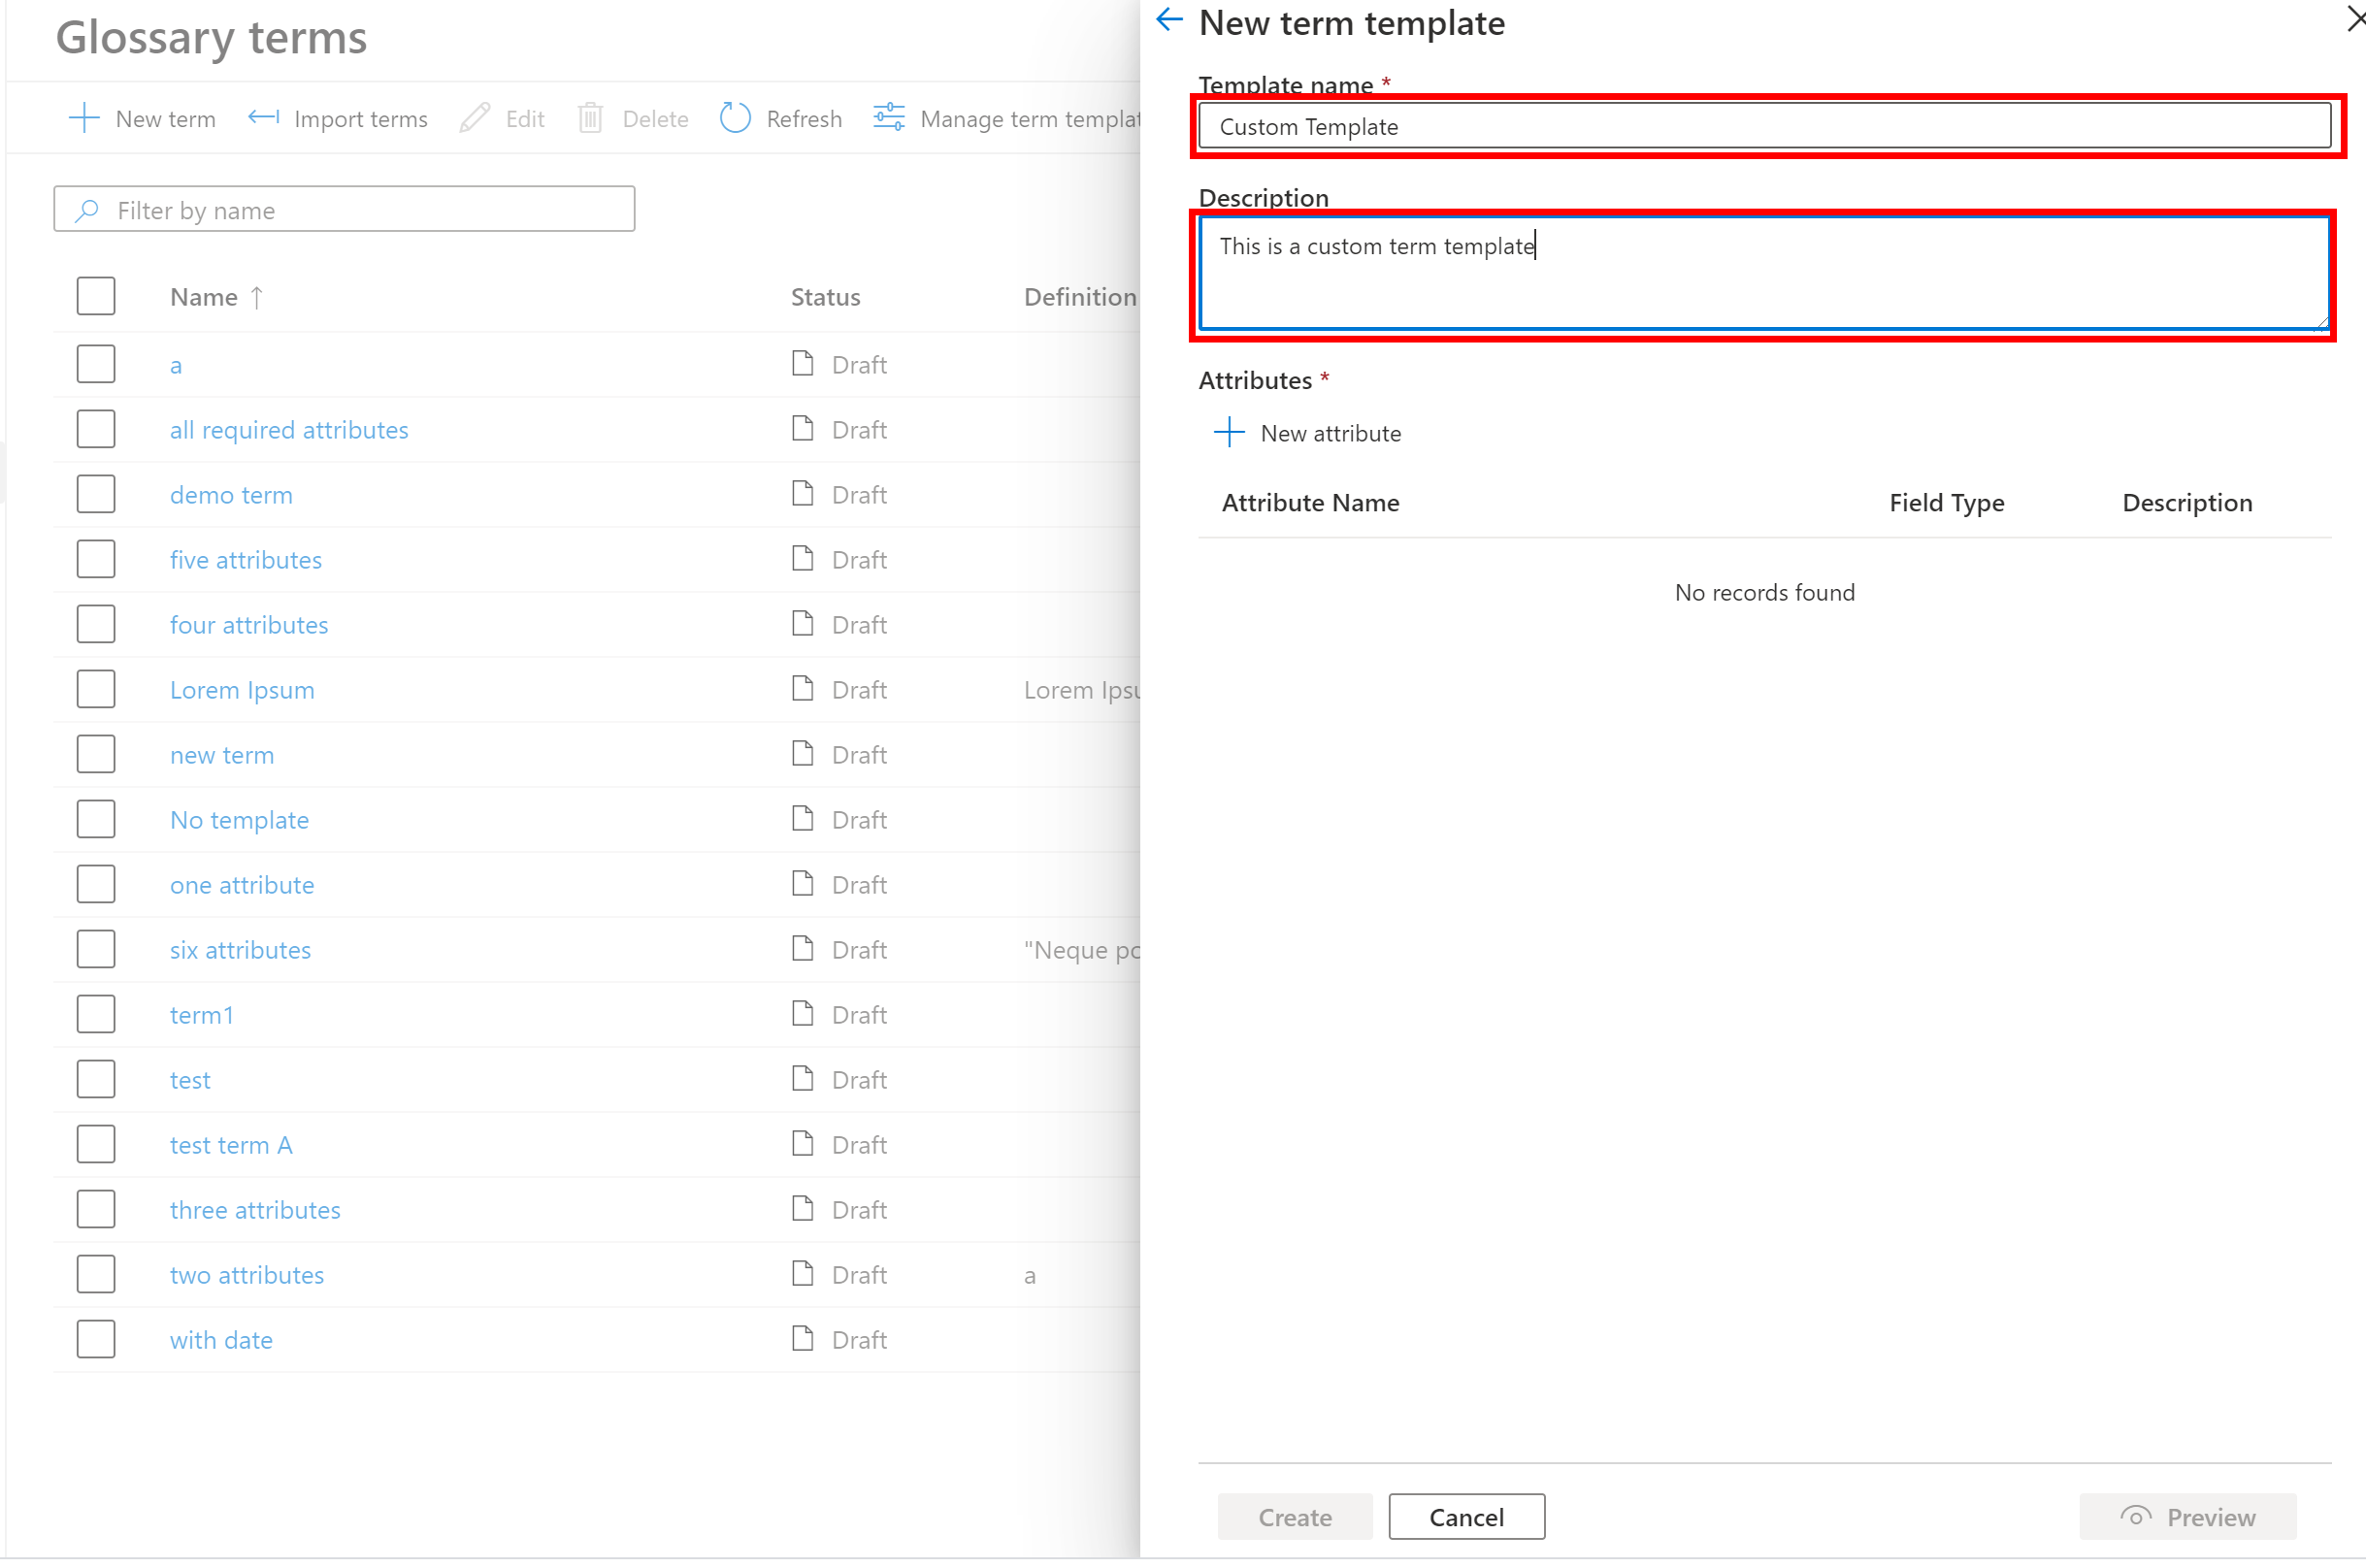 Glossary terms
New term Import terms Edit Delete Refresh Manage term templat
Filter by name
Name ↑ Status Definition
a Draft
all required attributes Draft
demo term Draft
five attributes Draft
four attributes Draft
Lorem Ipsum Draft Lorem Ipsu
new term Draft
No template Draft
one attribute Draft
six attributes Draft "Neque po
term1 Draft
test Draft
test term A Draft
three attributes Draft
two attributes Draft a
with date Draft
New term template
Template name *
Custom Template
Description
This is a custom term template
Attributes *
New attribute
Attribute Name Field Type Description
No records found
Create Cancel Preview